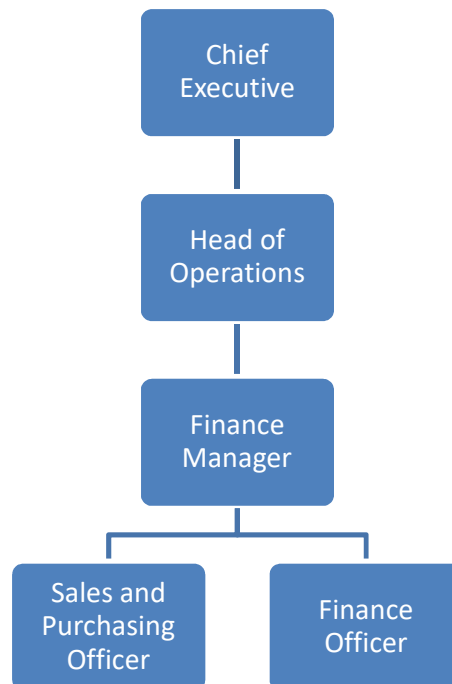 Chief
Executive
Head of
Operations
Finance
Manager
Sales and
Purchasing
Officer
Finance
Officer